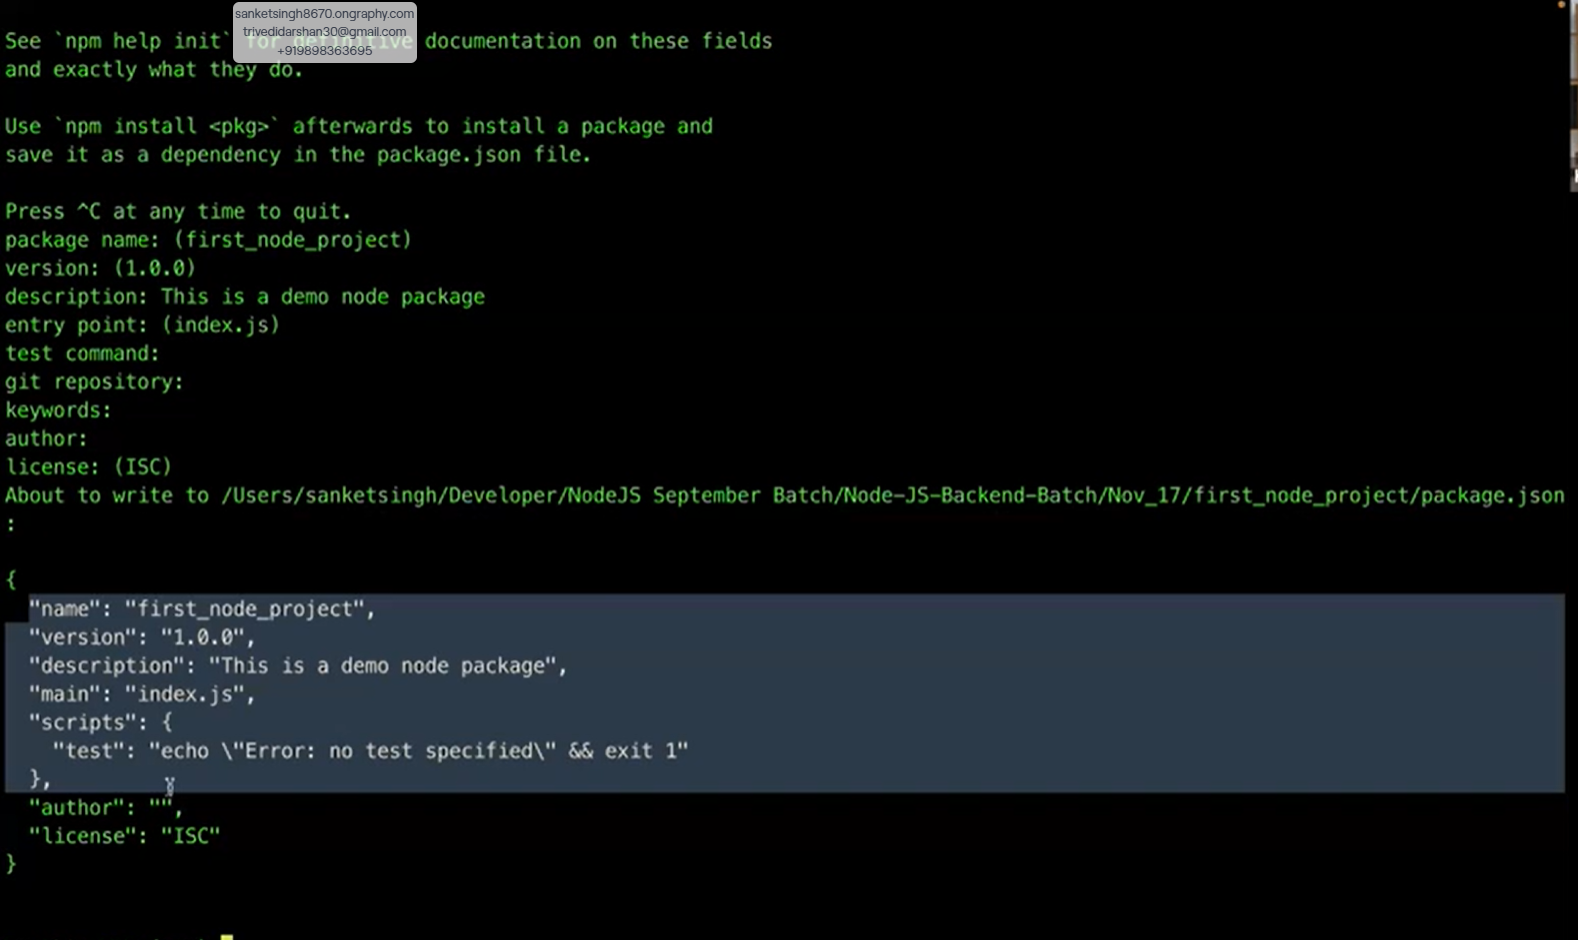 sanketsingh8670.ongraphy.com
trivedidarshan30@gmail.com
+919898363695
See `npm help init` for definitive documentation on these fields
and exactly what they do.
Use `npm install <pkg>` afterwards to install a package and
save it as a dependency in the package.json file.
Press ^C at any time to quit.
package name: (first_node_project)
version: (1.0.0)
description: This is a demo node package
entry point: (index.js)
test command:
git repository:
keywords:
author:
license: (ISC)
About to write to /Users/sanketsingh/Developer/NodeJS September Batch/Node-JS-Backend-Batch/Nov_17/first_node_project/package.json
:
{
"name": "first_node_project",
"version": "1.0.0",
"description": "This is a demo node package",
"main": "index.js",
"scripts": {
"test": "echo \"Error: no test specified\" && exit 1"
},
"author": "",
"license": "ISC"
}